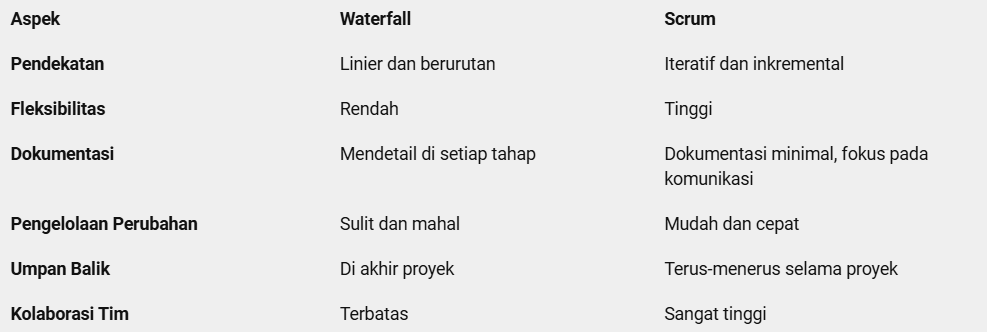 Aspek Waterfall Scrum
Pendekatan Linier dan berurutan Iteratif dan inkremental
Fleksibilitas Rendah Tinggi
Dokumentasi Mendetail di setiap tahap Dokumentasi minimal, fokus pada
komunikasi
Pengelolaan Perubahan Sulit dan mahal Mudah dan cepat
Umpan Balik Di akhir proyek Terus-menerus selama proyek
Kolaborasi Tim Terbatas Sangat tinggi